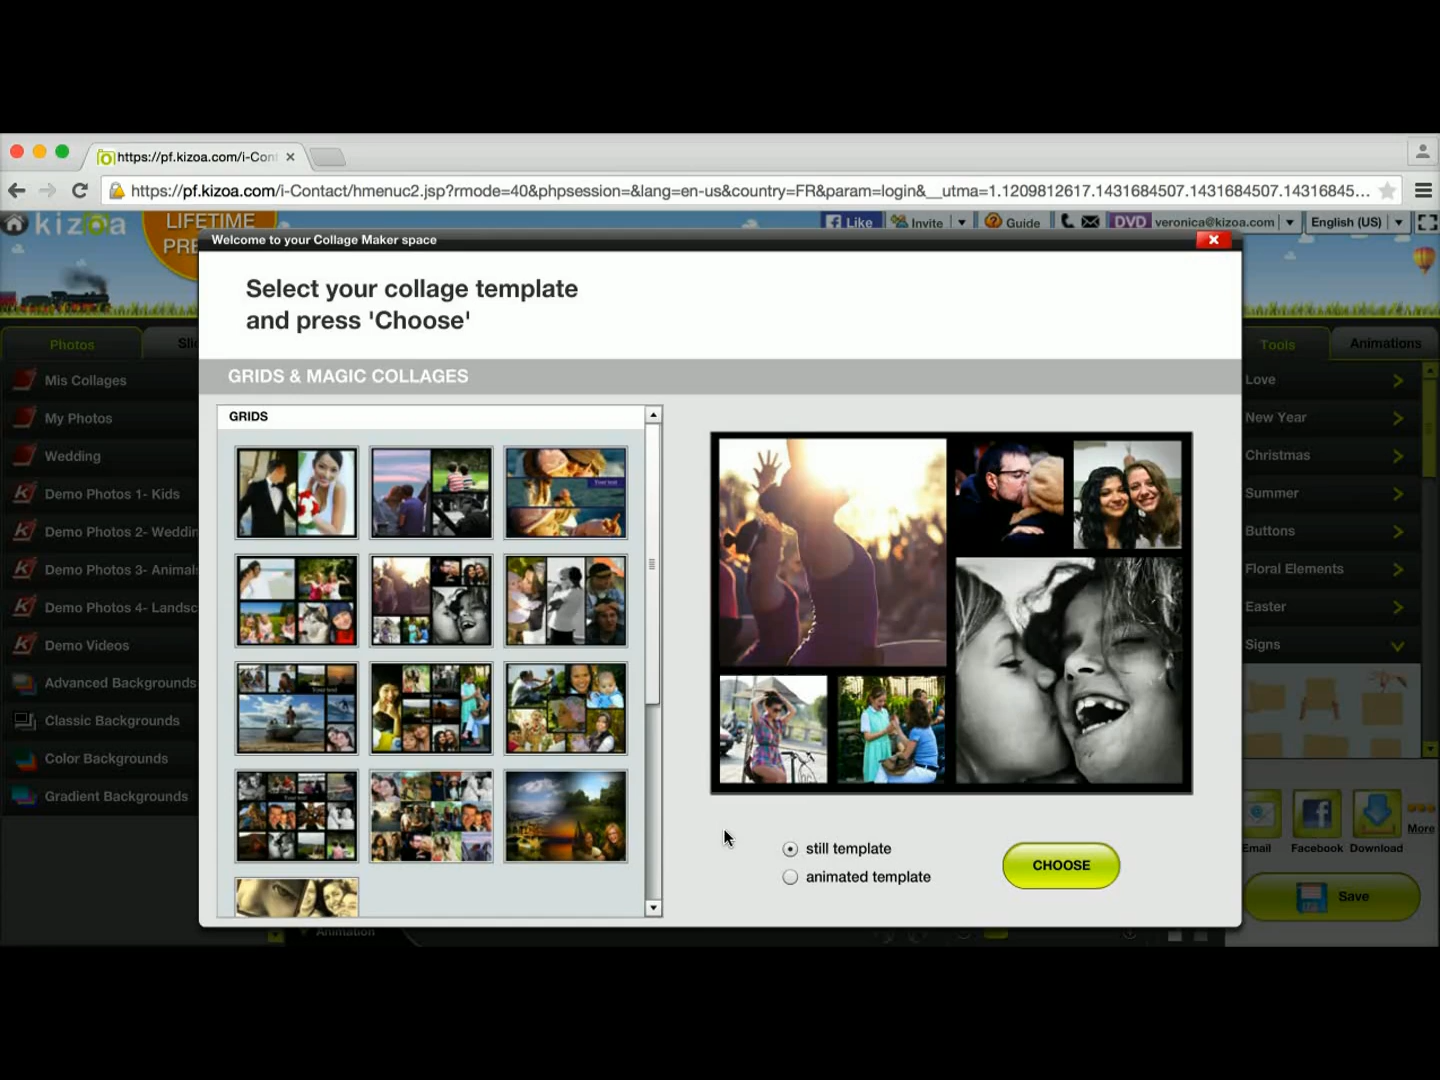 https://pf.kizoa.com/i-Cont
https://pf.kizoa.com/i-Contact/hmenuc2.jsp?rmode=40&phpsession=&lang=en-us&country=FR&param=login&__utma=1.1209812617.1431684507.1431684507.14316845...
kizoa
LIFETIME
PRE
Like
Invite
Guide
DVD
veronica@kizoa.com
English (US)
Welcome to your Collage Maker space
Select your collage template
and press 'Choose'
GRIDS & MAGIC COLLAGES
GRIDS
Photos
Mis Collages
My Photos
Wedding
Demo Photos 1- Kids
Demo Photos 2- Weddin
Demo Photos 3- Animal
Demo Photos 4- Landsc
Demo Videos
Advanced Backgrounds
Classic Backgrounds
Color Backgrounds
Gradient Backgrounds
Your text
still template
animated template
CHOOSE
Tools
Animations
Love
New Year
Christmas
Summer
Buttons
Floral Elements
Easter
Signs
Email
Facebook
Download
More
Save
Animation